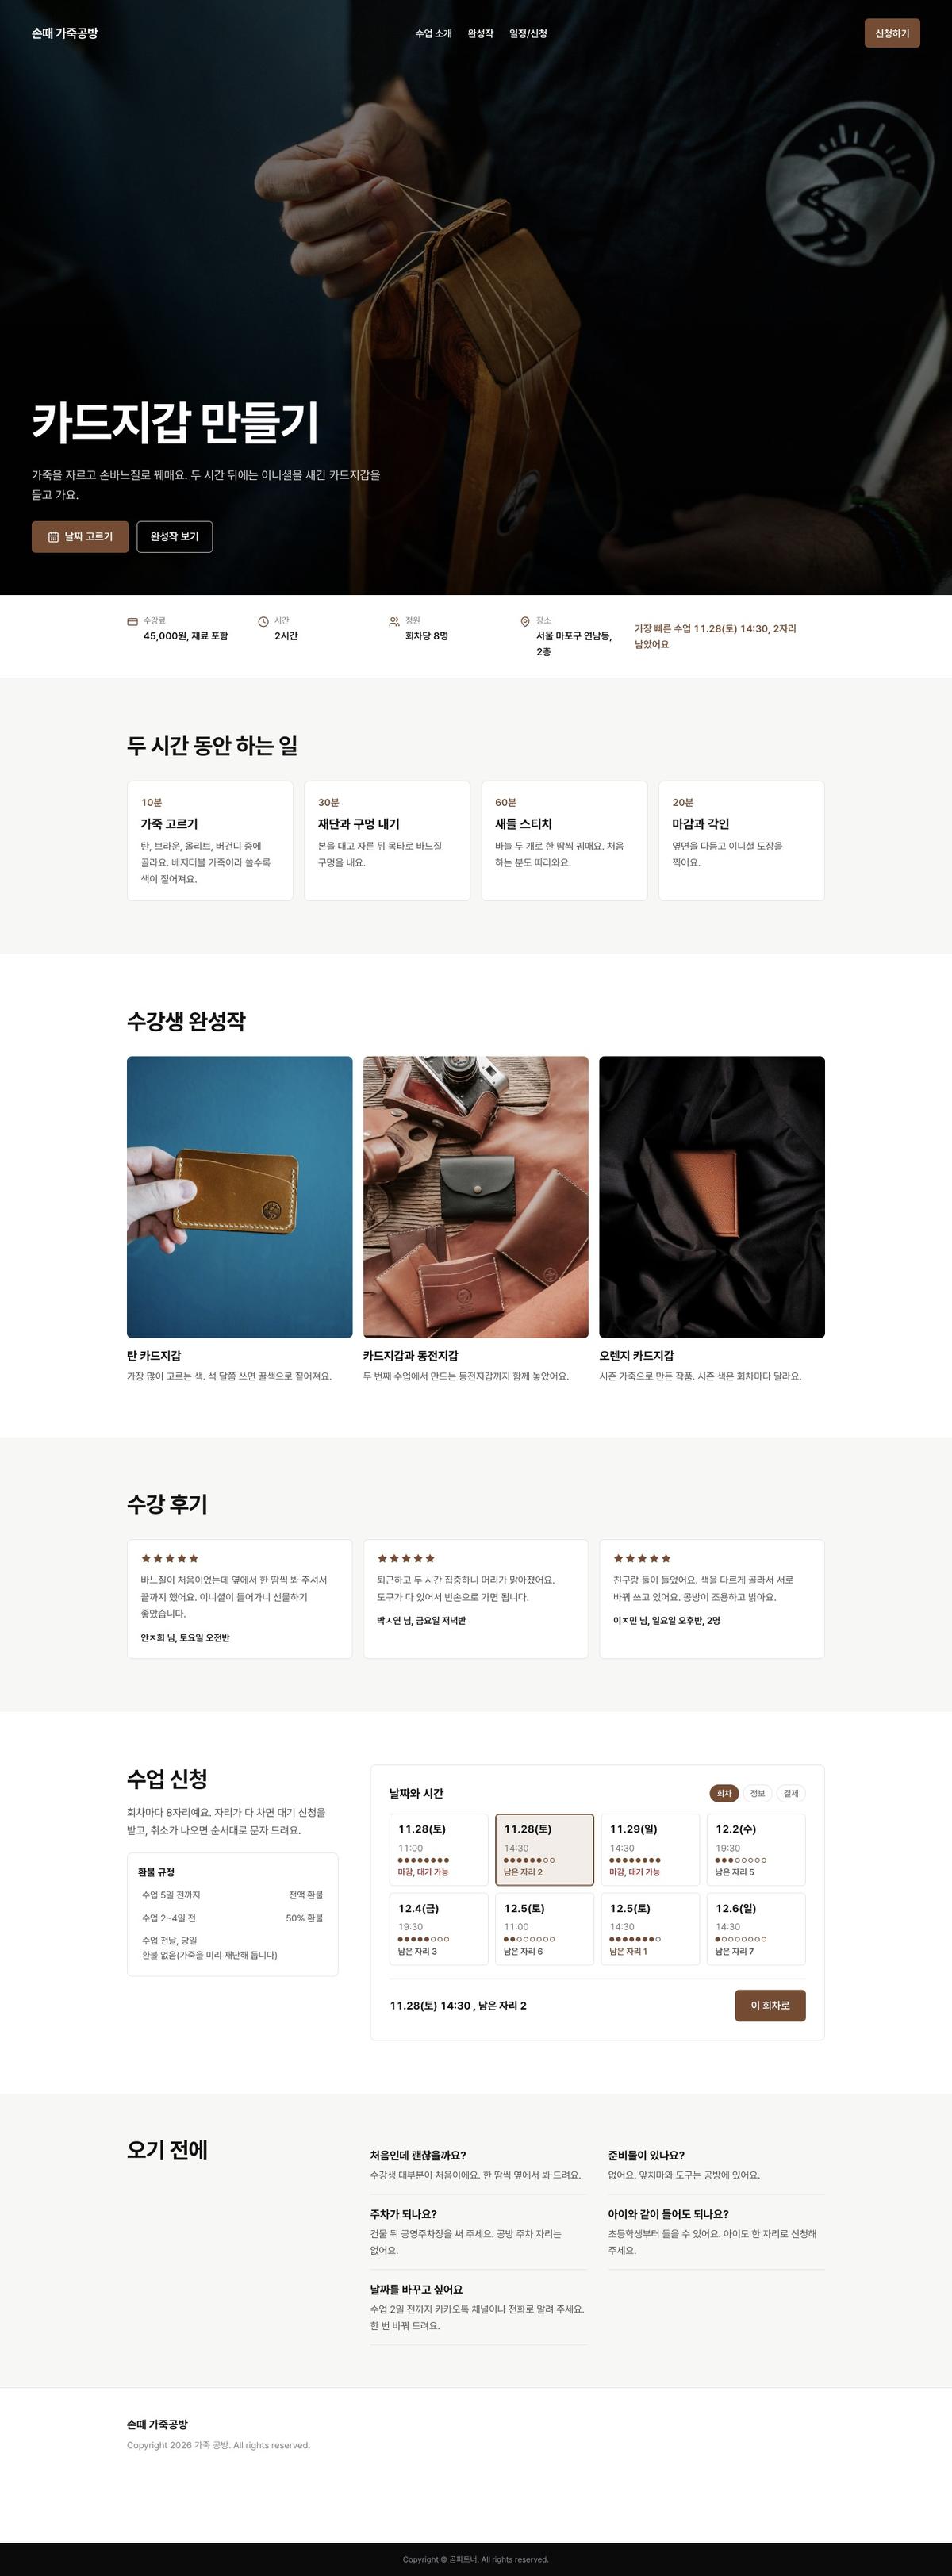 손때 가죽공방
수업 소개
완성작
일정/신청
신청하기
카드지갑 만들기
가죽을 자르고 손바느질로 꿰매요. 두 시간 뒤에는 이니셜을 새긴 카드지갑을
들고 가요.
날짜 고르기
완성작 보기
수강료
45,000원, 재료 포함
시간
2시간
정원
회차당 8명
장소
서울 마포구 연남동,
2층
가장 빠른 수업 11.28(토) 14:30, 2자리
남았어요
두 시간 동안 하는 일
10분
가죽 고르기
탄, 브라운, 올리브, 버건디 중에
골라요. 베지터블 가죽이라 쓸수록
색이 짙어져요.
30분
재단과 구멍 내기
본을 대고 자른 뒤 목타로 바느질
구멍을 내요.
60분
새들 스티치
바늘 두 개로 한 땀씩 꿰매요. 처음
하는 분도 따라와요.
20분
마감과 각인
옆면을 다듬고 이니셜 도장을
찍어요.
수강생 완성작
탄 카드지갑
가장 많이 고르는 색. 석 달쯤 쓰면 꿀색으로 짙어져요.
카드지갑과 동전지갑
두 번째 수업에서 만드는 동전지갑까지 함께 놓았어요.
오렌지 카드지갑
시즌 가죽으로 만든 작품. 시즌 색은 회차마다 달라요.
수강 후기
바느질이 처음이었는데 옆에서 한 땀씩 봐 주셔서
끝까지 했어요. 이니셜이 들어가니 선물하기
좋았습니다.
안ㅈ희 님, 토요일 오전반
퇴근하고 두 시간 집중하니 머리가 맑아졌어요.
도구가 다 있어서 빈손으로 가면 됩니다.
박ㅅ연 님, 금요일 저녁반
친구랑 둘이 들었어요. 색을 다르게 골라서 서로
바꿔 쓰고 있어요. 공방이 조용하고 밝아요.
이ㅈ민 님, 일요일 오후반, 2명
수업 신청
회차마다 8자리예요. 자리가 다 차면 대기 신청을
받고, 취소가 나오면 순서대로 문자 드려요.
환불 규정
수업 5일 전까지
전액 환불
수업 2~4일 전
50% 환불
수업 전날, 당일
환불 없음(가죽을 미리 재단해 둡니다)
날짜와 시간
회차
정보
결제
11.28(토)
11:00
마감, 대기 가능
11.28(토)
14:30
남은 자리 2
11.29(일)
14:30
마감, 대기 가능
12.2(수)
19:30
남은 자리 5
12.4(금)
19:30
남은 자리 3
12.5(토)
11:00
남은 자리 6
12.5(토)
14:30
남은 자리 1
12.6(일)
14:30
남은 자리 7
11.28(토) 14:30 , 남은 자리 2
이 회차로
오기 전에
처음인데 괜찮을까요?
수강생 대부분이 처음이에요. 한 땀씩 옆에서 봐 드려요.
준비물이 있나요?
없어요. 앞치마와 도구는 공방에 있어요.
주차가 되나요?
건물 뒤 공영주차장을 써 주세요. 공방 주차 자리는
없어요.
아이와 같이 들어도 되나요?
초등학생부터 들을 수 있어요. 아이도 한 자리로 신청해
주세요.
날짜를 바꾸고 싶어요
수업 2일 전까지 카카오톡 채널이나 전화로 알려 주세요.
한 번 바꿔 드려요.
손때 가죽공방
Copyright 2026 가죽 공방. All rights reserved.
Copyright © 곰파트너. All rights reserved.